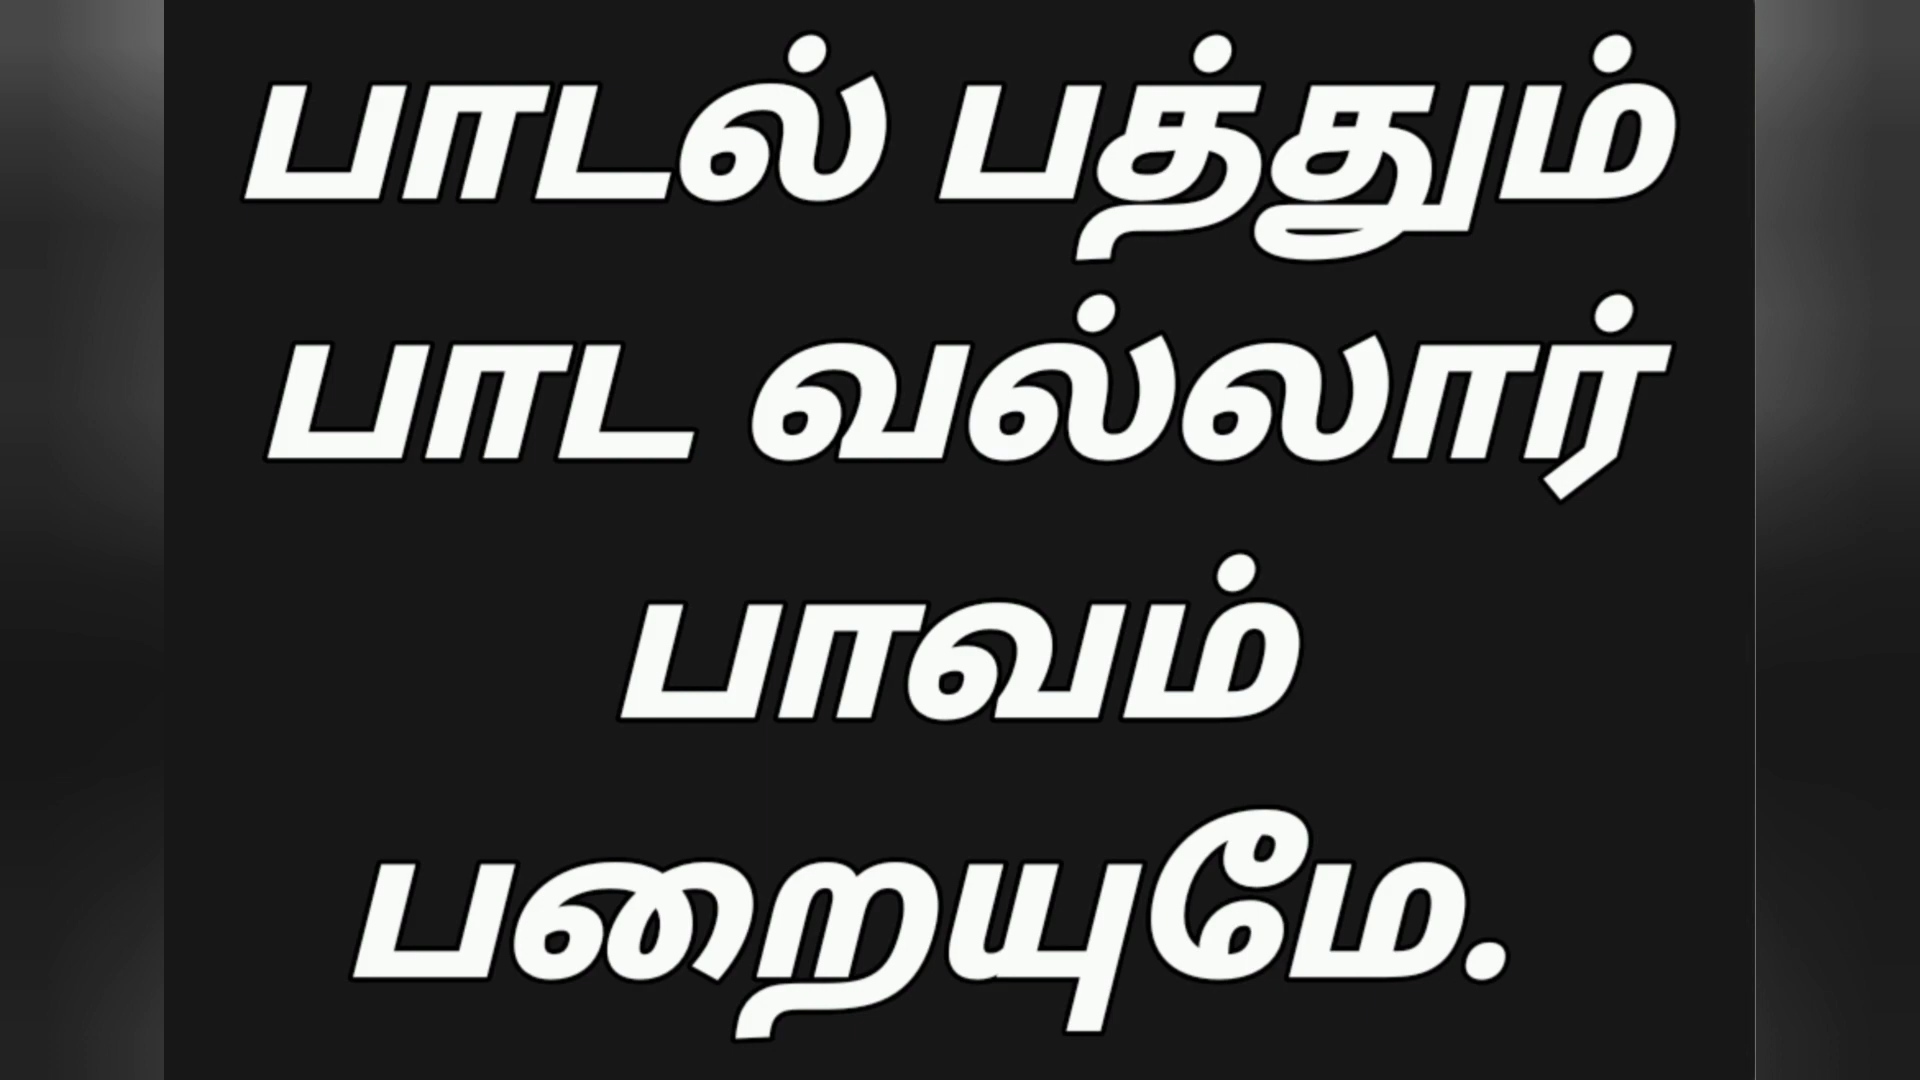 பாடல் பத்தும்
பாட வல்லார்
பாவம்
பறையுமே.